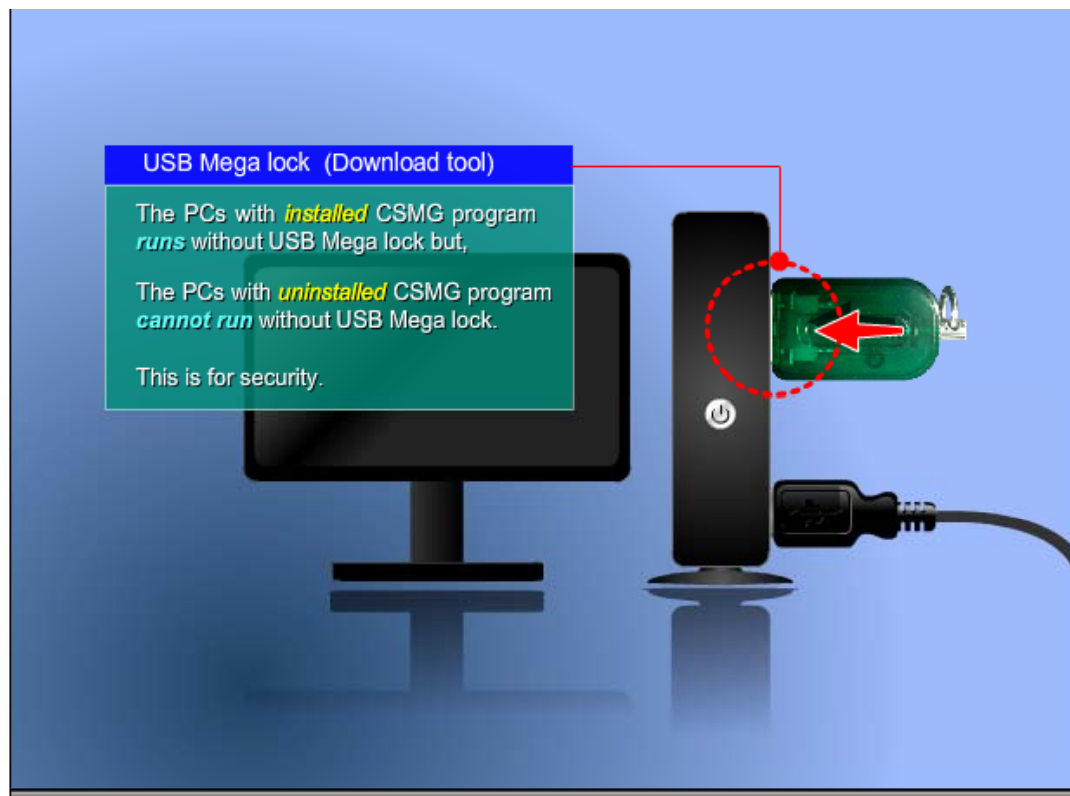 USB Mega lock (Download tool)
The PCs with installed CSMG program
runs without USB Mega lock but,
The PCs with uninstalled CSMG program
cannot run without USB Mega lock.
This is for security.